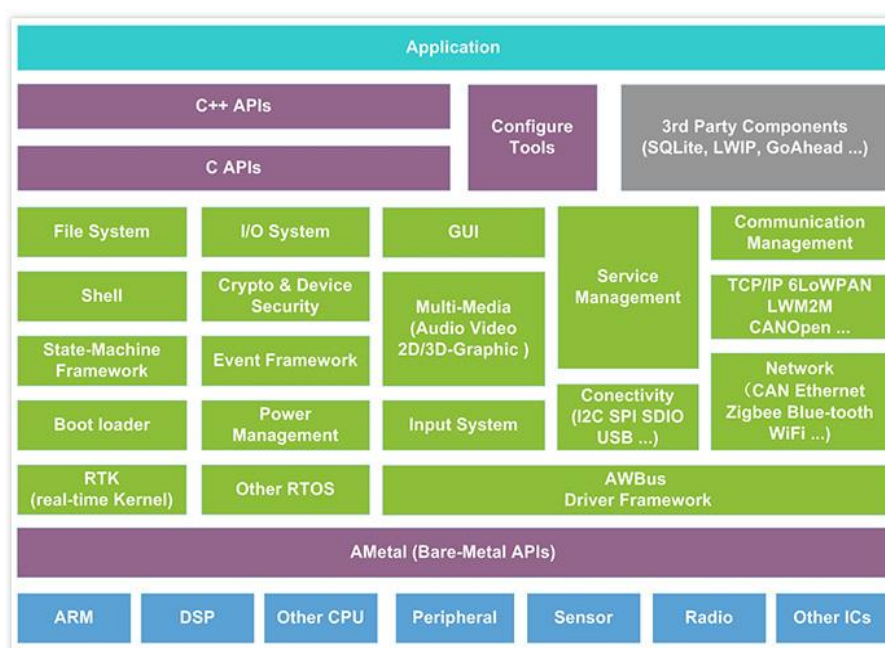 Application
C++ APIs
C APIs
Configure
Tools
3rd Party Components
(SQLite, LWIP, GoAhead ...)
File System
I/O System
GUI
Service
Management
Communication
Management
Shell
Crypto & Device
Security
Multi-Media
(Audio Video
2D/3D-Graphic )
TCP/IP 6LoWPAN
LWM2M
CANOpen ...
State-Machine
Framework
Event Framework
Network
（CAN Ethernet
Zigbee Blue-tooth
WiFi ...)
Boot loader
Power
Management
Input System
Conectivity
(I2C SPI SDIO
USB ...)
RTK
(real-time Kernel)
Other RTOS
AWBus
Driver Framework
AMetal (Bare-Metal APIs)
ARM
DSP
Other CPU
Peripheral
Sensor
Radio
Other ICs